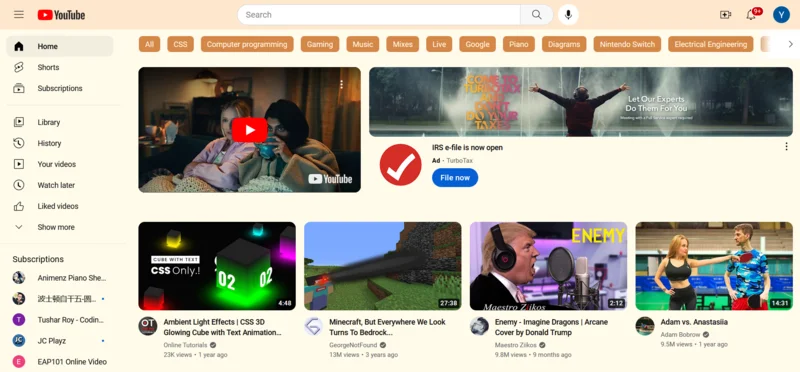 YouTube
Search
9+
Y
Home
Shorts
Subscriptions
Library
History
Your videos
Watch later
Liked videos
Show more
Subscriptions
Animenz Piano She...
波士顿自干五-圆...
T
Tushar Roy - Codin...
JC
JC Playz
E
EAP101 Online Video
All
CSS
Computer programming
Gaming
Music
Mixes
Live
Google
Piano
Diagrams
Nintendo Switch
Electrical Engineering
YouTube
COME TO
TURBOTAX
AND DON'T
DO YOUR
TAXES
Let Our Experts
Do Them For You
IRS e-file is now open
Ad · TurboTax
File now
CUBE WITH TEXT
CSS Only.!
02
02
4:48
OT
Ambient Light Effects | CSS 3D
Glowing Cube with Text Animation...
Online Tutorials
23K views · 1 year ago
27:38
Minecraft, But Everywhere We Look
Turns To Bedrock...
GeorgeNotFound
13M views · 3 years ago
ENEMY
Maestro Ziikos
2:12
Enemy - Imagine Dragons | Arcane
Cover by Donald Trump
Maestro Ziikos
9.8M views · 9 months ago
14:31
Adam vs. Anastasiia
Adam Bobrow
9.5M views · 1 year ago